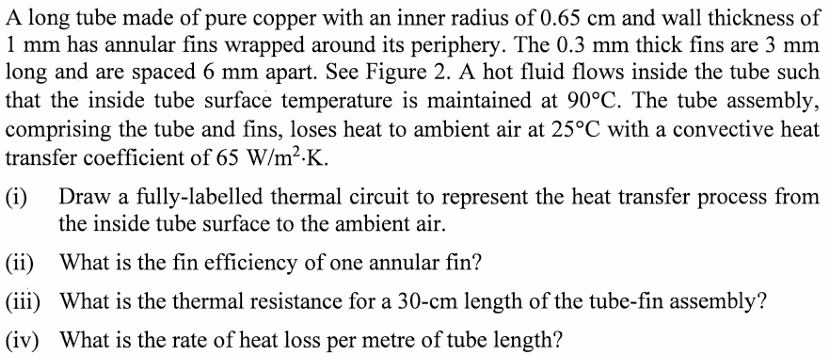 A long tube made of pure copper with an inner radius of 0.65 cm and wall thickness of
1 mm has annular fins wrapped around its periphery. The 0.3 mm thick fins are 3 mm
long and are spaced 6 mm apart. See Figure 2. A hot fluid flows inside the tube such
that the inside tube surface temperature is maintained at 90°C. The tube assembly,
comprising the tube and fins, loses heat to ambient air at 25°C with a convective heat
transfer coefficient of 65 W/m²·K.
(i) Draw a fully-labelled thermal circuit to represent the heat transfer process from
the inside tube surface to the ambient air.
(ii) What is the fin efficiency of one annular fin?
(iii) What is the thermal resistance for a 30-cm length of the tube-fin assembly?
(iv) What is the rate of heat loss per metre of tube length?